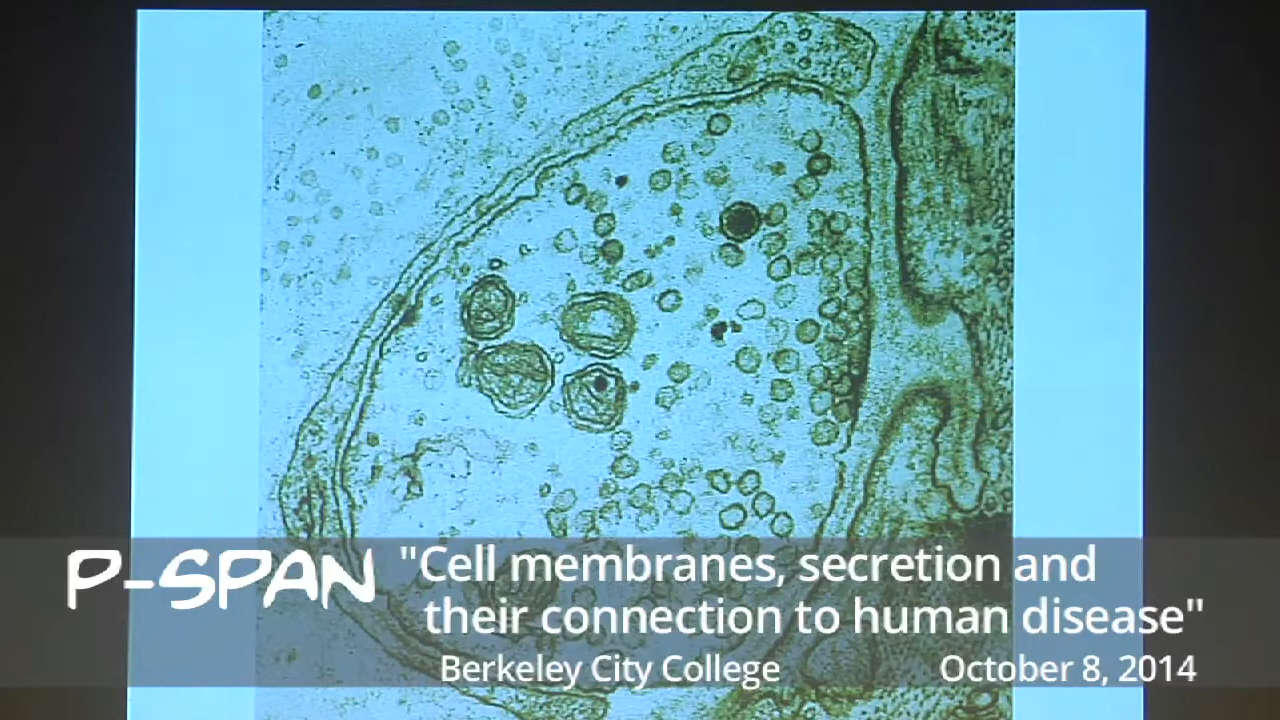 P-SPAN
"Cell membranes, secretion and
their connection to human disease"
Berkeley City College
October 8, 2014